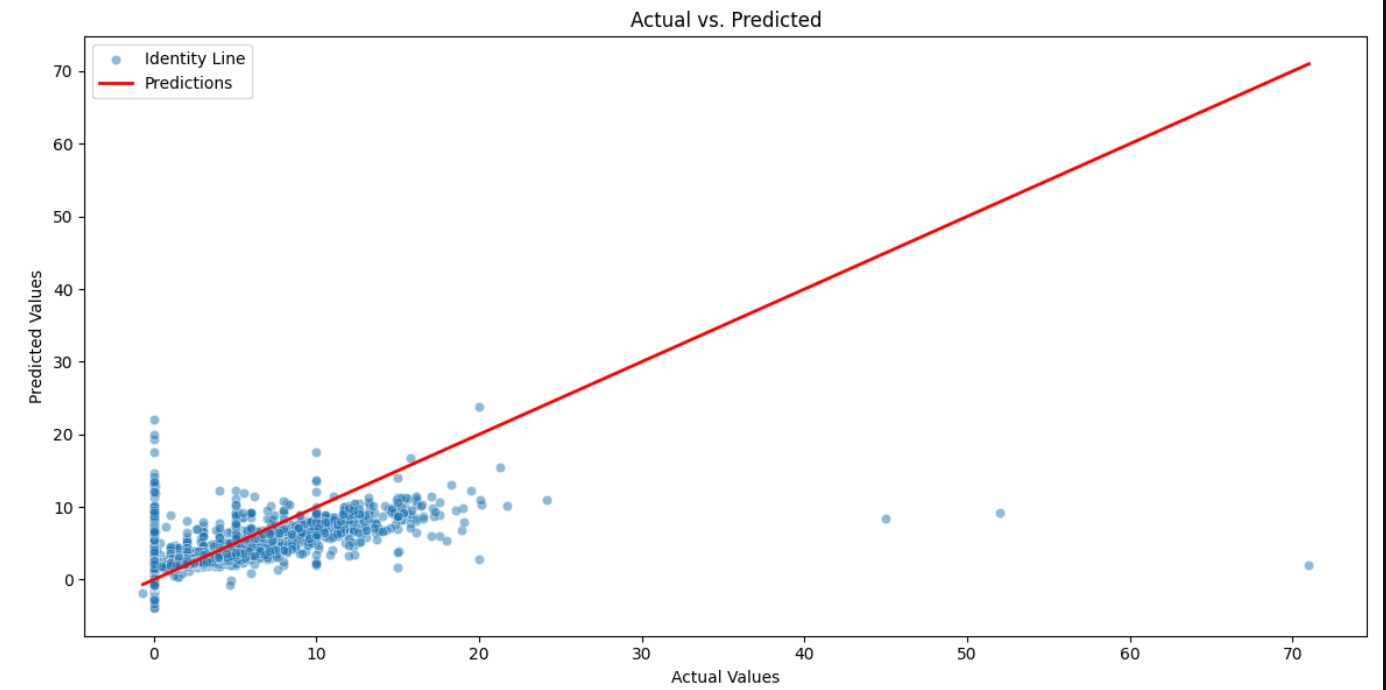 Actual vs. Predicted
Identity Line
Predictions
70
60
50
40
30
20
10
0
Predicted Values
0 10 20 30 40 50 60 70
Actual Values